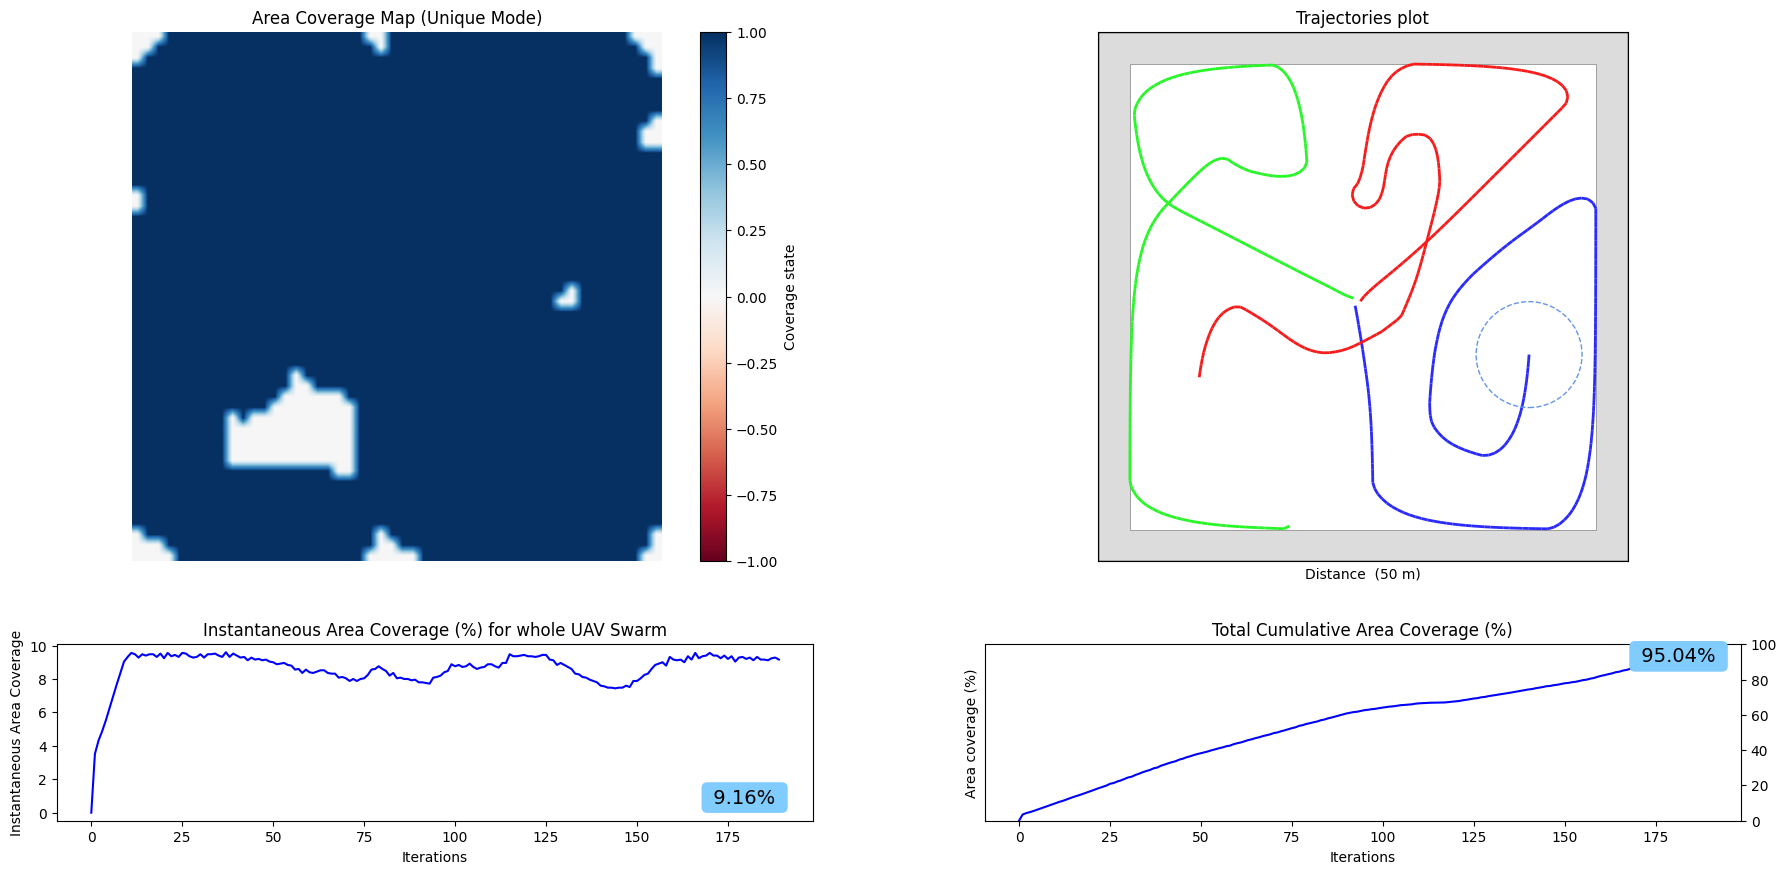 Area Coverage Map (Unique Mode)
1.00
0.75
0.50
0.25
0.00
−0.25
−0.50
−0.75
−1.00
Coverage state
Trajectories plot
Distance  (50 m)
Instantaneous Area Coverage (%) for whole UAV Swarm
Instantaneous Area Coverage
10
8
6
4
2
0
9.16%
0 25 50 75 100 125 150 175
Iterations
Total Cumulative Area Coverage (%)
Area coverage (%)
95.04%
100
80
60
40
20
0
0 25 50 75 100 125 150 175
Iterations